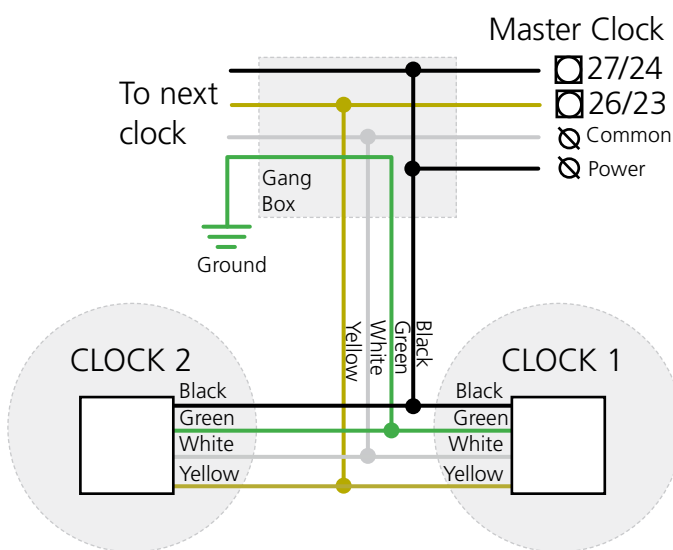 Master Clock
27/24
26/23
Common
Power
To next
clock
Gang
Box
Ground
Yellow
White
Green
Black
CLOCK 2
CLOCK 1
Black
Green
White
Yellow
Black
Green
White
Yellow